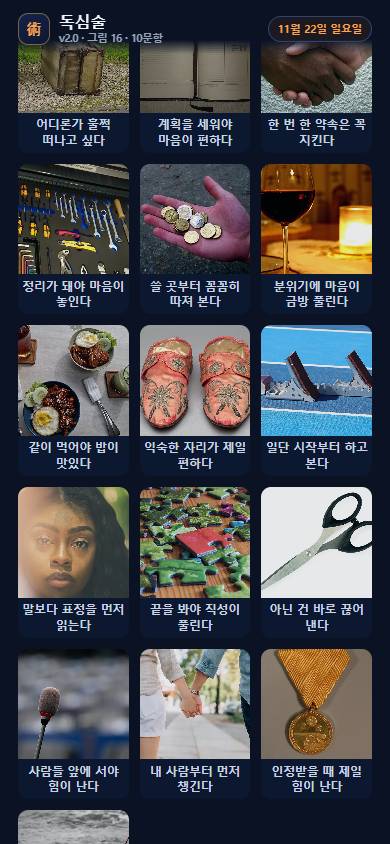 術
독심술
v2.0 · 그림 16 · 10문항
11월 22일 일요일
어디론가 훌쩍
떠나고 싶다
계획을 세워야
마음이 편하다
한 번 한 약속은 꼭
지킨다
정리가 돼야 마음이
놓인다
쓸 곳부터 꼼꼼히
따져 본다
분위기에 마음이
금방 풀린다
같이 먹어야 밥이
맛있다
익숙한 자리가 제일
편하다
일단 시작부터 하고
본다
말보다 표정을 먼저
읽는다
끝을 봐야 직성이
풀린다
아닌 건 바로 끊어
낸다
사람들 앞에 서야
힘이 난다
내 사람부터 먼저
챙긴다
인정받을 때 제일
힘이 난다